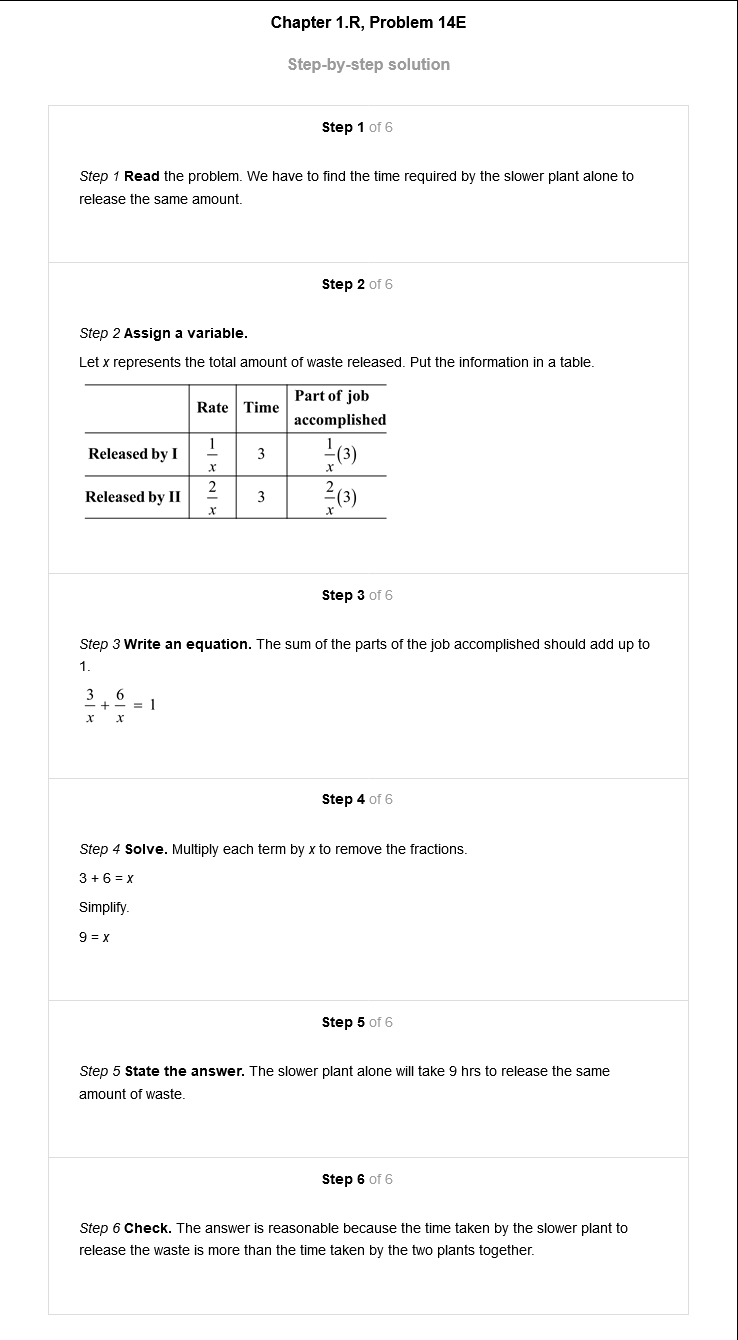 Chapter 1.R, Problem 14E
Step-by-step solution
Step 1 of 6
Step 1 Read the problem. We have to find the time required by the slower plant alone to
release the same amount.
Step 2 of 6
Step 2 Assign a variable.
Let x represents the total amount of waste released. Put the information in a table.
Rate Time Part of job accomplished
Released by I 1/x 3 1/x(3)
Released by II 2/x 3 2/x(3)
Step 3 of 6
Step 3 Write an equation. The sum of the parts of the job accomplished should add up to
1.
3/x + 6/x = 1
Step 4 of 6
Step 4 Solve. Multiply each term by x to remove the fractions.
3 + 6 = x
Simplify.
9 = x
Step 5 of 6
Step 5 State the answer. The slower plant alone will take 9 hrs to release the same
amount of waste.
Step 6 of 6
Step 6 Check. The answer is reasonable because the time taken by the slower plant to
release the waste is more than the time taken by the two plants together.